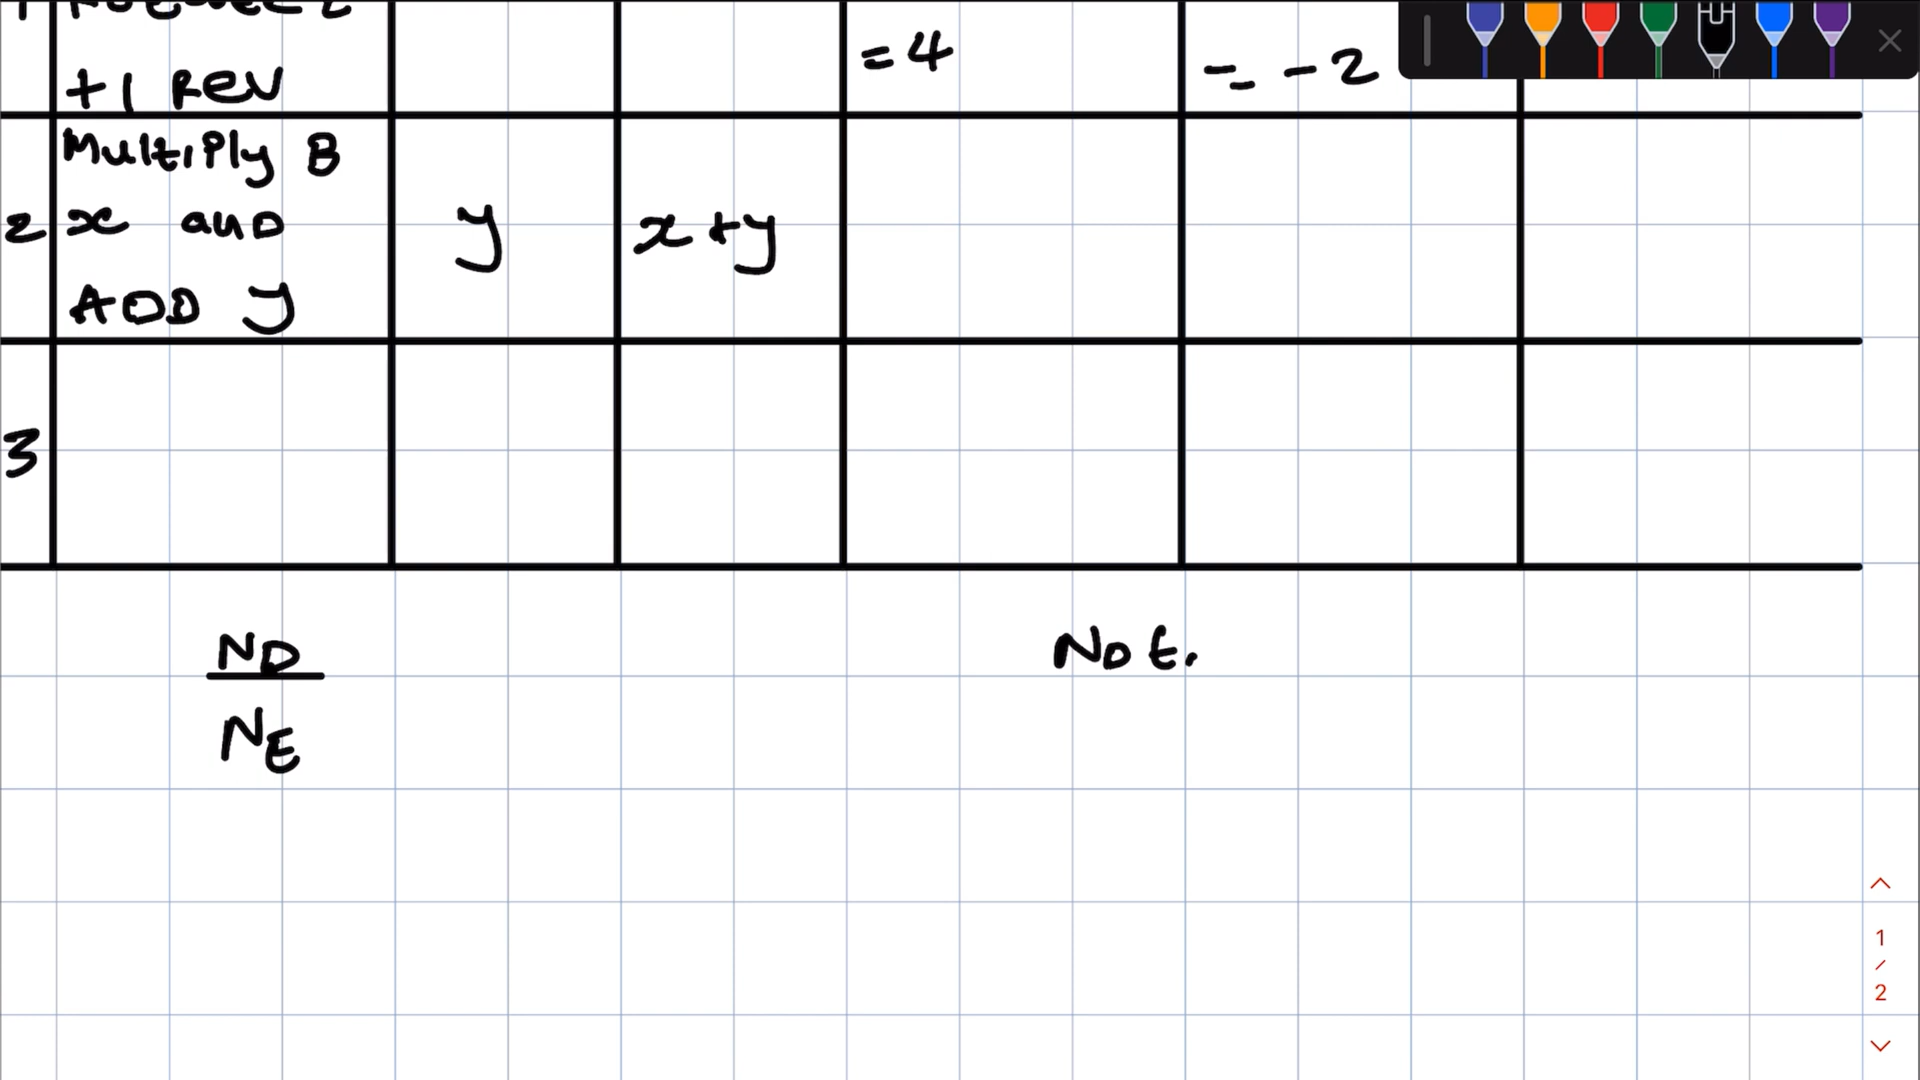 = 4
= - 2
+1 Rev
Multiply B
2 x and y x+y
ADD y
3
ND
NE
Not.
1
/
2